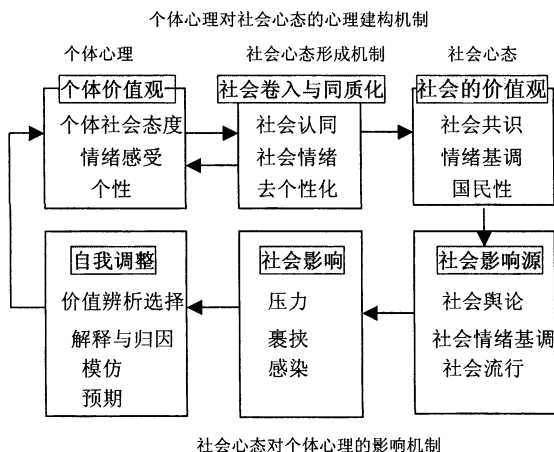 个体心理对社会心态的心理建构机制
个体心理
社会心态形成机制
社会心态
个体价值观
个体社会态度
情绪感受
个性
社会卷入与同质化
社会认同
社会情绪
去个性化
社会的价值观
社会共识
情绪基调
国民性
自我调整
价值辨析选择
解释与归因
模仿
预期
社会影响
压力
裹挟
感染
社会影响源
社会舆论
社会情绪基调
社会流行
社会心态对个体心理的影响机制